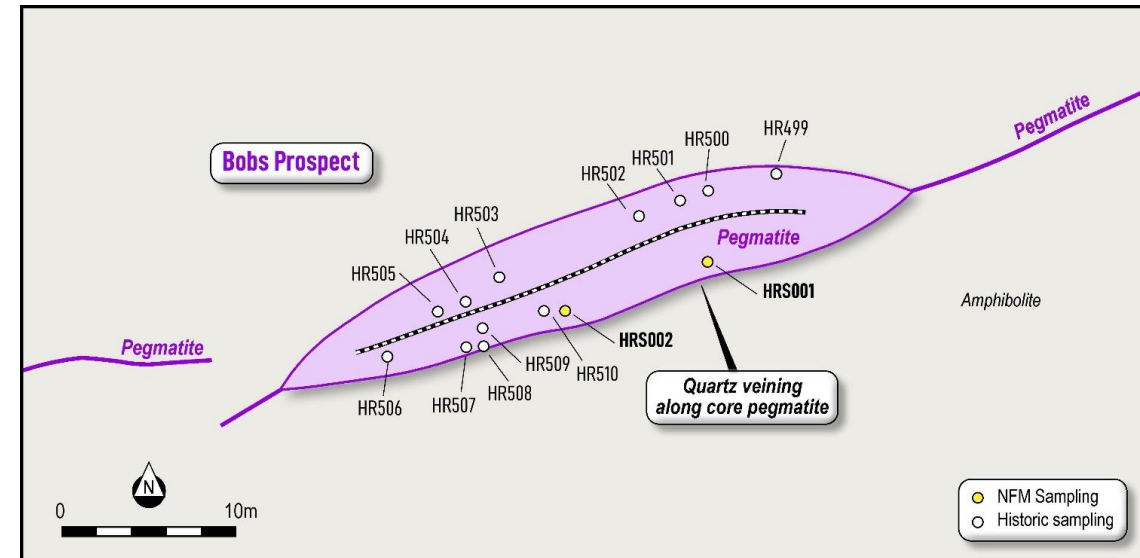 Pegmatite
HR499
HR500
Bobs Prospect
HR501
HR502
HR503
HR504
Pegmatite
HR505
HRS001
Amphibolite
Pegmatite
HRS002
HR509
HR510
HR508
HR507
HR506
Quartz veining
along core pegmatite
N
0 10m
NFM Sampling
Historic sampling